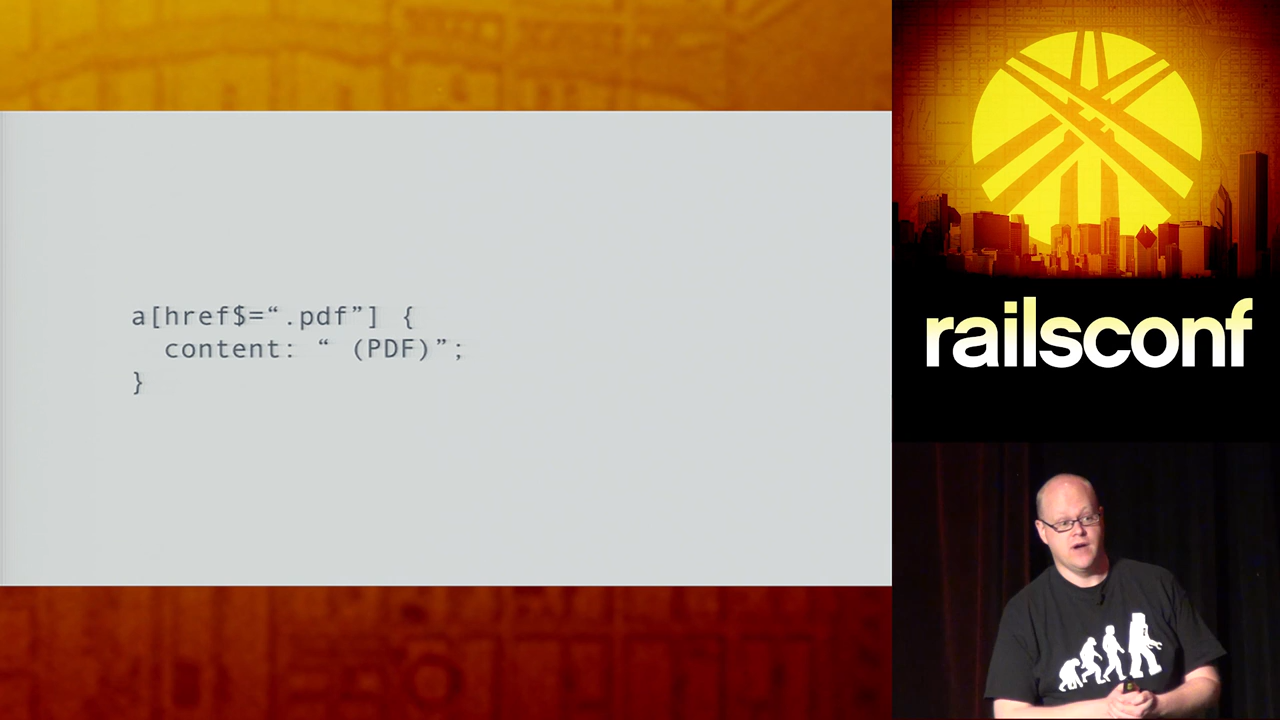 a[href$=“.pdf”] {
content: “ (PDF)”;
}
railsconf